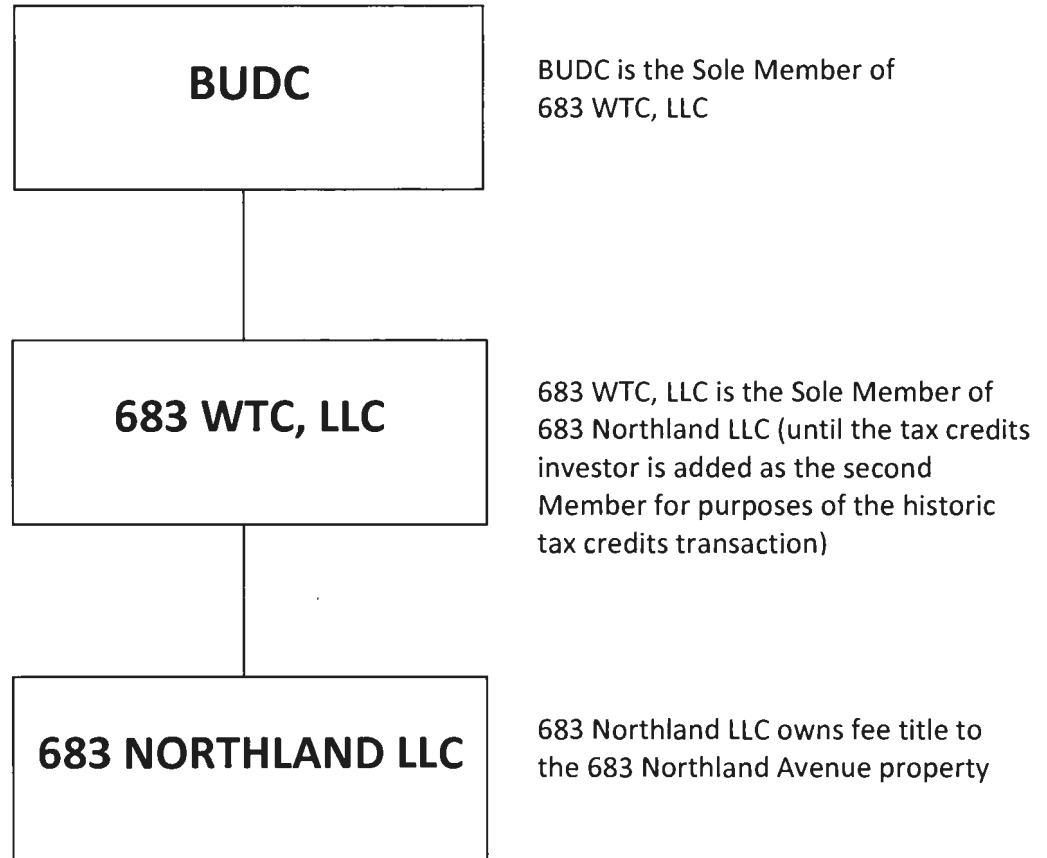 BUDC
BUDC is the Sole Member of
683 WTC, LLC
683 WTC, LLC
683 WTC, LLC is the Sole Member of
683 Northland LLC (until the tax credits
investor is added as the second
Member for purposes of the historic
tax credits transaction)
683 NORTHLAND LLC
683 Northland LLC owns fee title to
the 683 Northland Avenue property